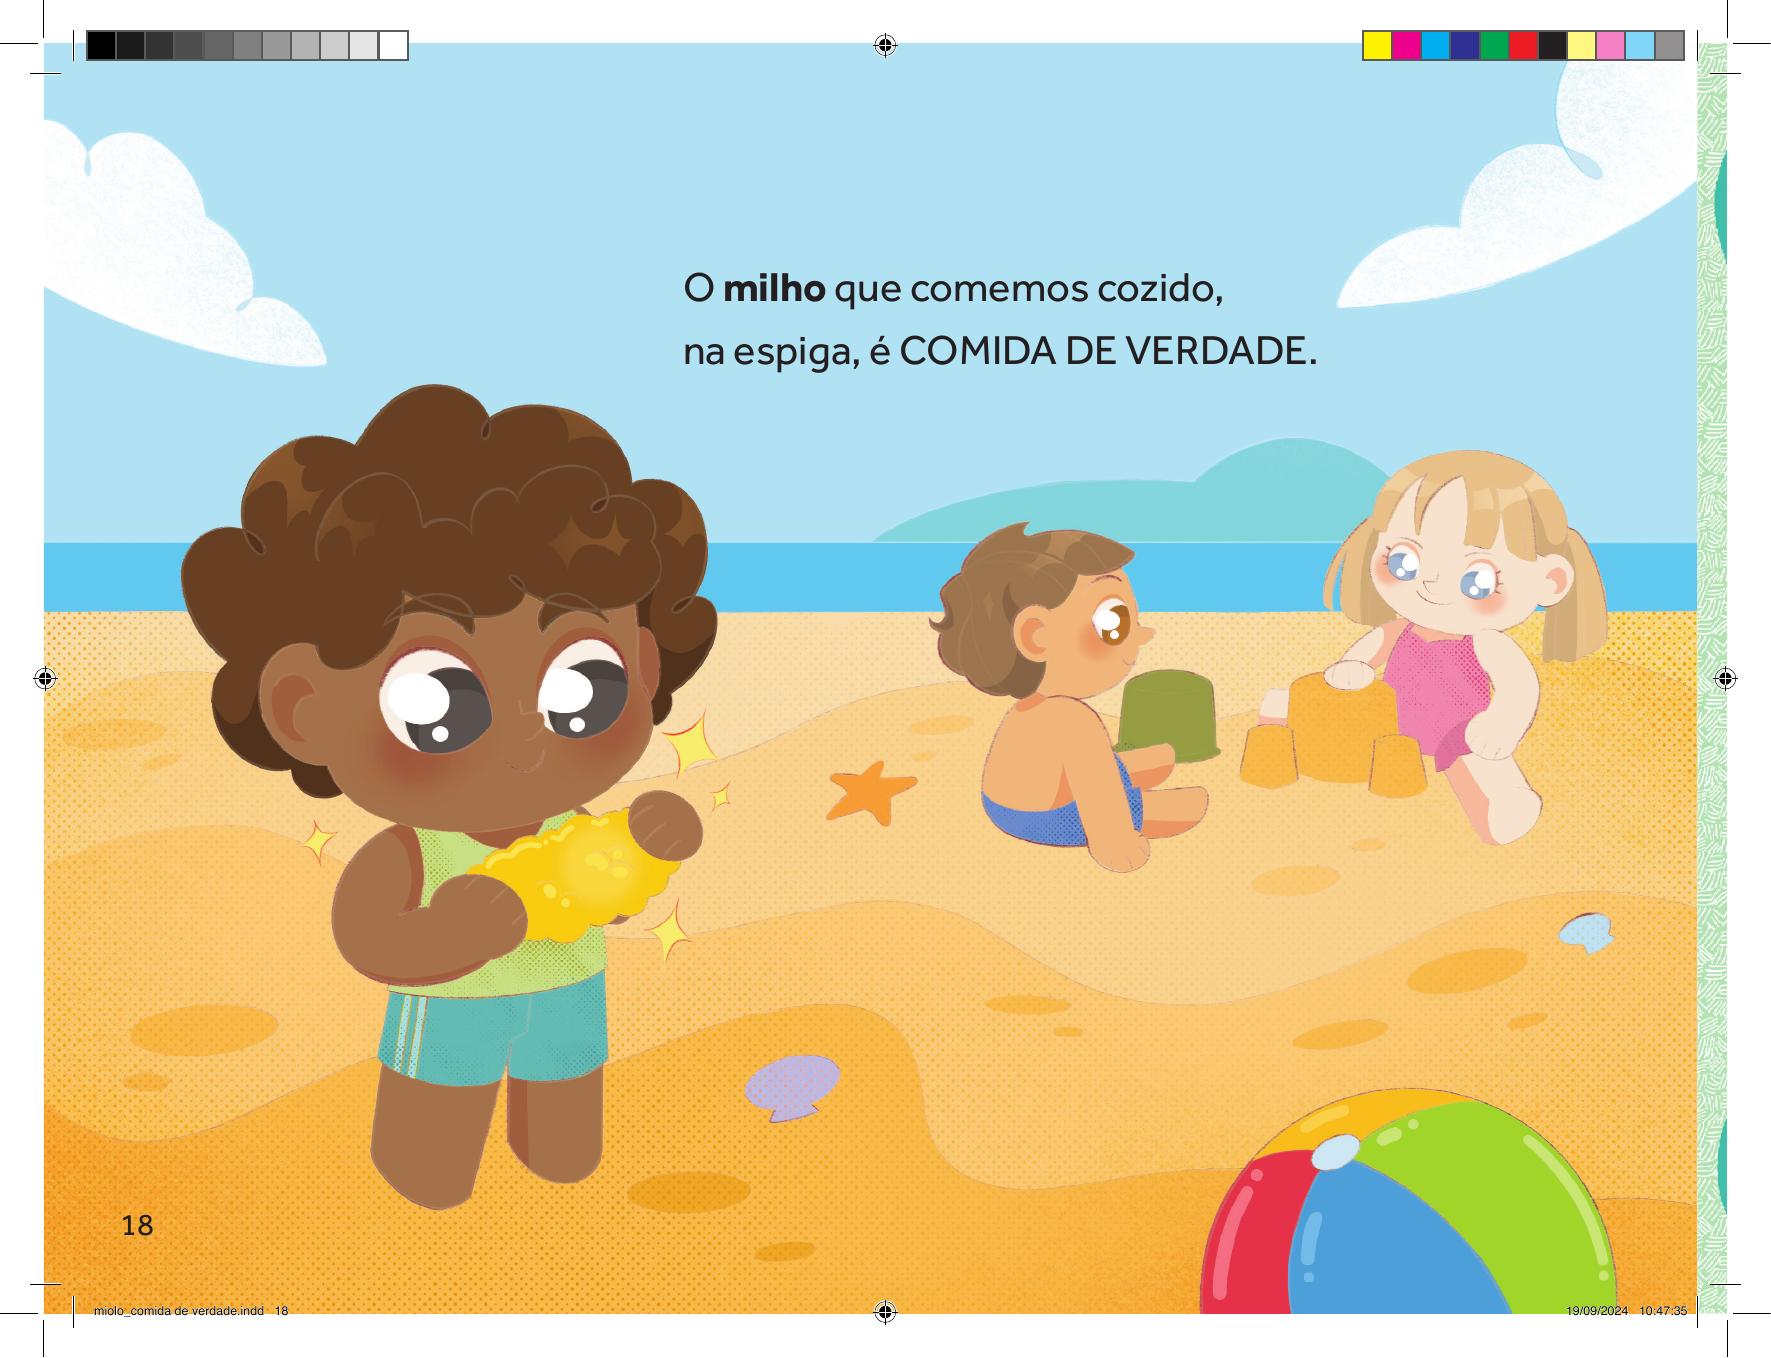 O milho que comemos cozido,
na espiga, é COMIDA DE VERDADE.
18
miolo_comida de verdade.indd   18
19/09/2024   10:47:35